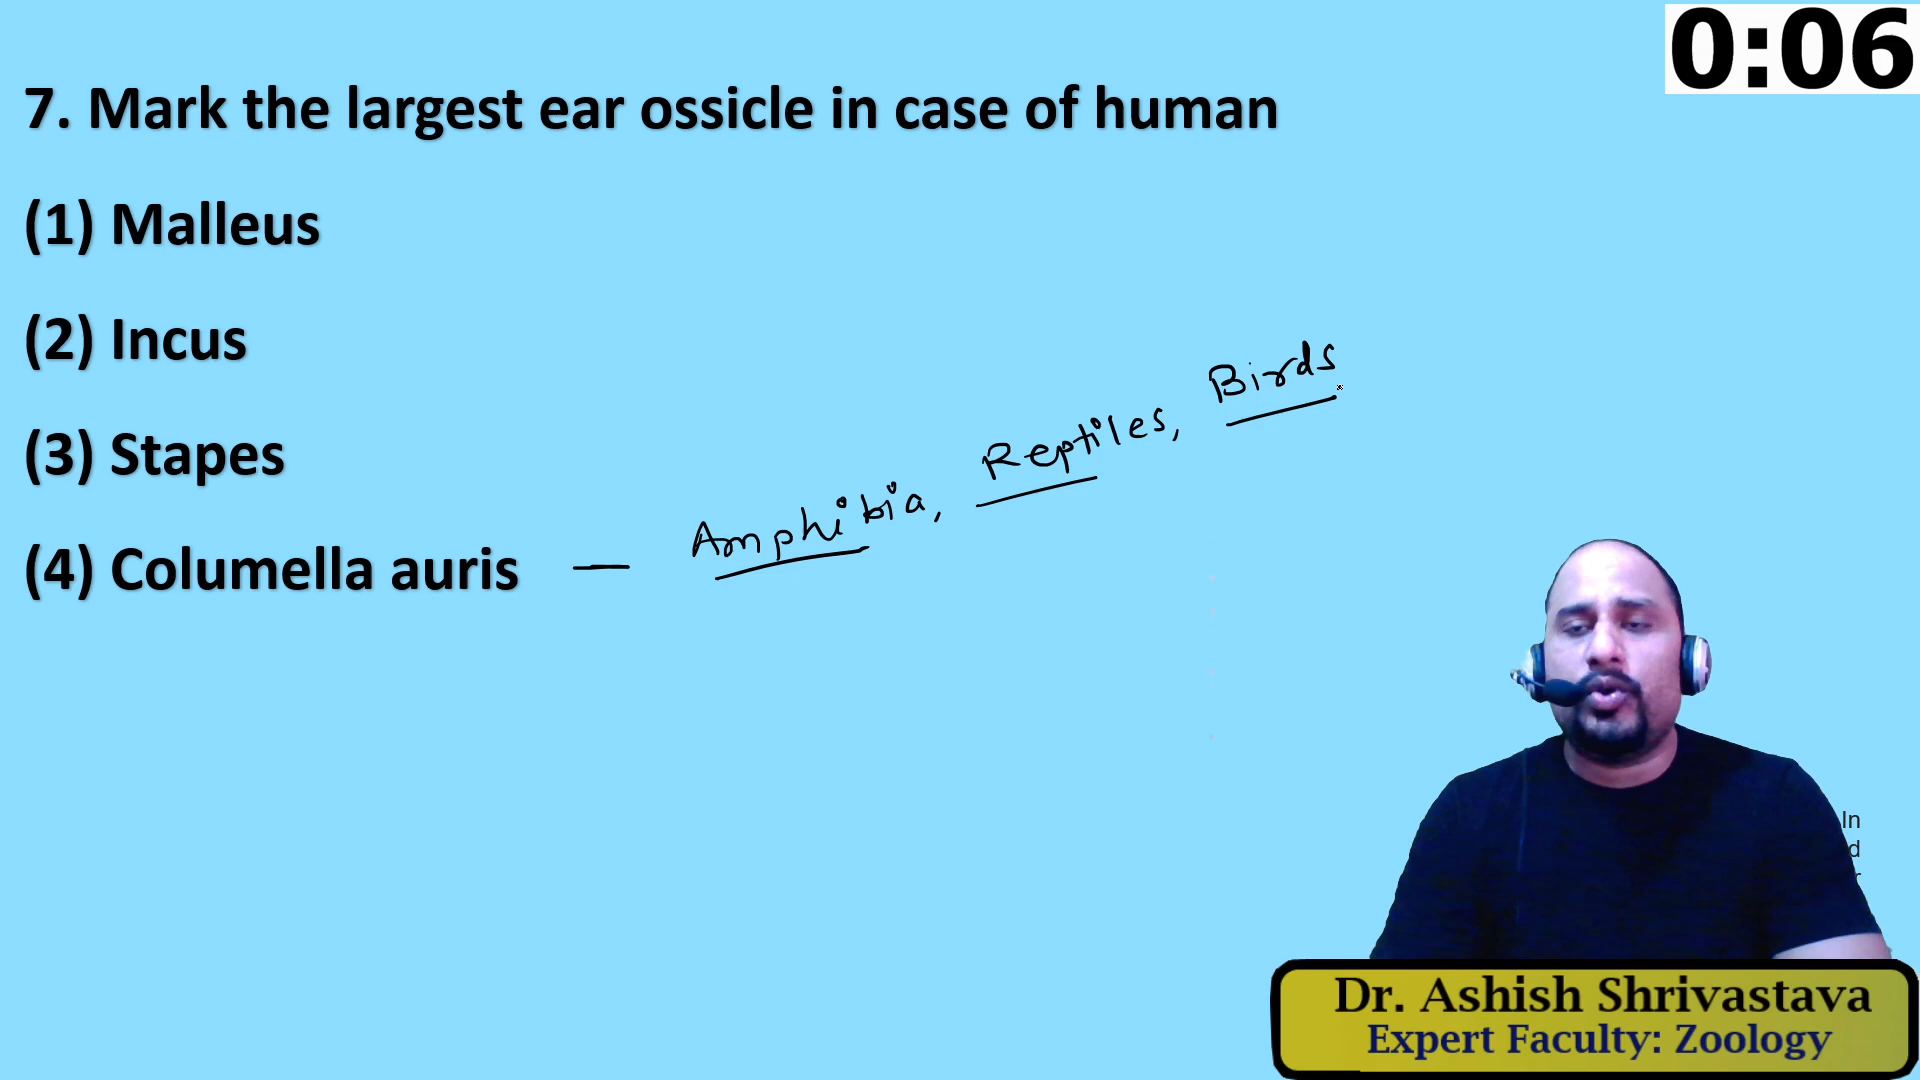 0:06
7. Mark the largest ear ossicle in case of human
(1) Malleus
(2) Incus
(3) Stapes
(4) Columella auris — Amphibia, Reptiles, Birds
In
d
r
Dr. Ashish Shrivastava
Expert Faculty: Zoology